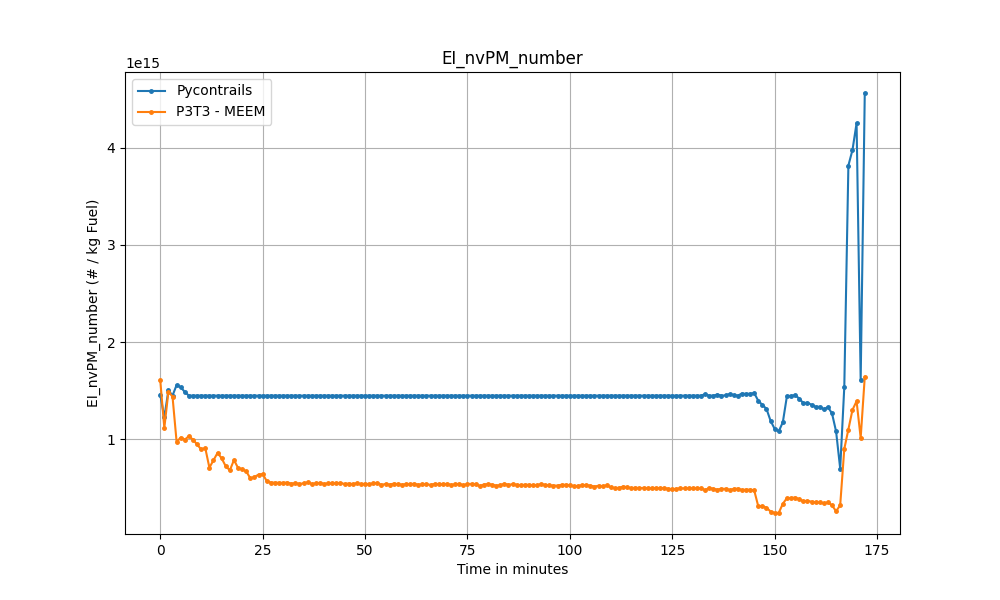 EI_nvPM_number
1e15
Pycontrails
P3T3 - MEEM
4
3
2
1
EI_nvPM_number (# / kg Fuel)
0
25
50
75
100
125
150
175
Time in minutes